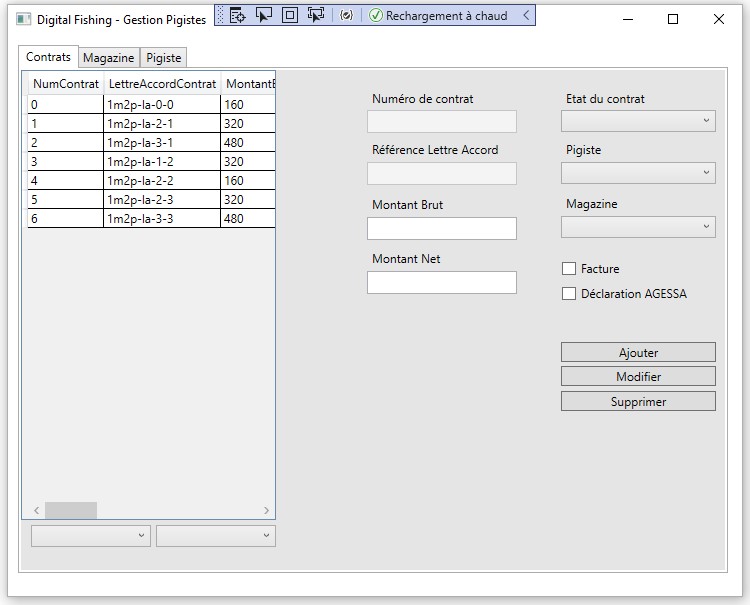 Digital Fishing - Gestion Pigistes
Rechargement à chaud
Contrats Magazine Pigiste
NumContrat LettreAccordContrat Montant
0 1m2p-la-0-0 160
1 1m2p-la-2-1 320
2 1m2p-la-3-1 480
3 1m2p-la-1-2 320
4 1m2p-la-2-2 160
5 1m2p-la-2-3 320
6 1m2p-la-3-3 480
Numéro de contrat
Référence Lettre Accord
Montant Brut
Montant Net
Etat du contrat
Pigiste
Magazine
Facture
Déclaration AGESSA
Ajouter
Modifier
Supprimer